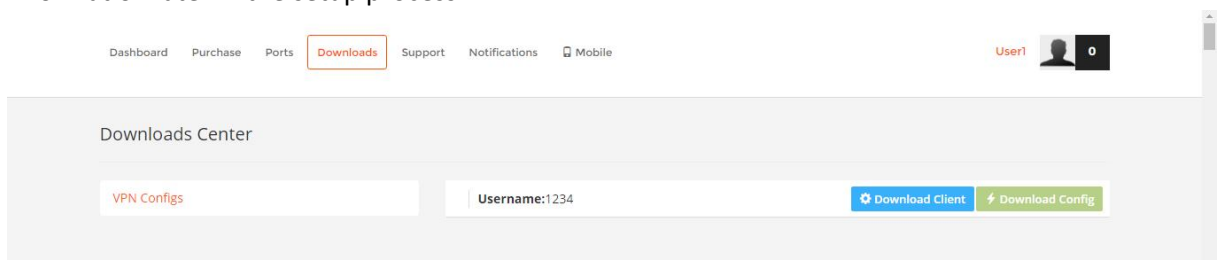 Dashboard Purchase Ports Downloads Support Notifications Mobile User1 0
Downloads Center
VPN Configs Username:1234 Download Client Download Config